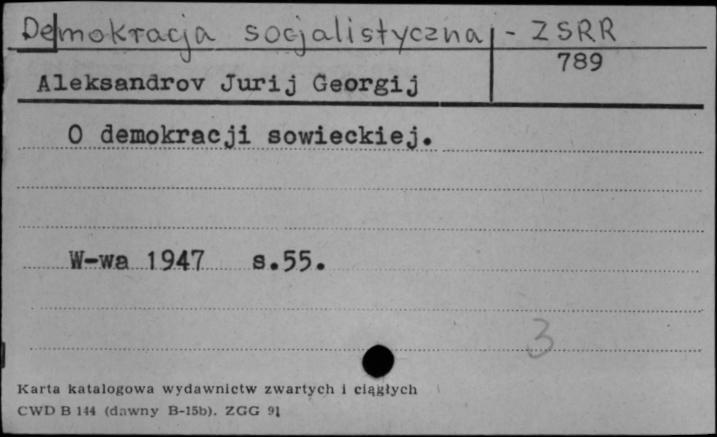 Demokracja socjalistyczna - ZSRR
789
Aleksandrov Jurij Georgij
O demokracji sowieckiej.
W-wa 1947 s.55.
3
Karta katalogowa wydawnictw zwartych i ciągłych
CWD B 144 (dawny B-15b). ZGG 91